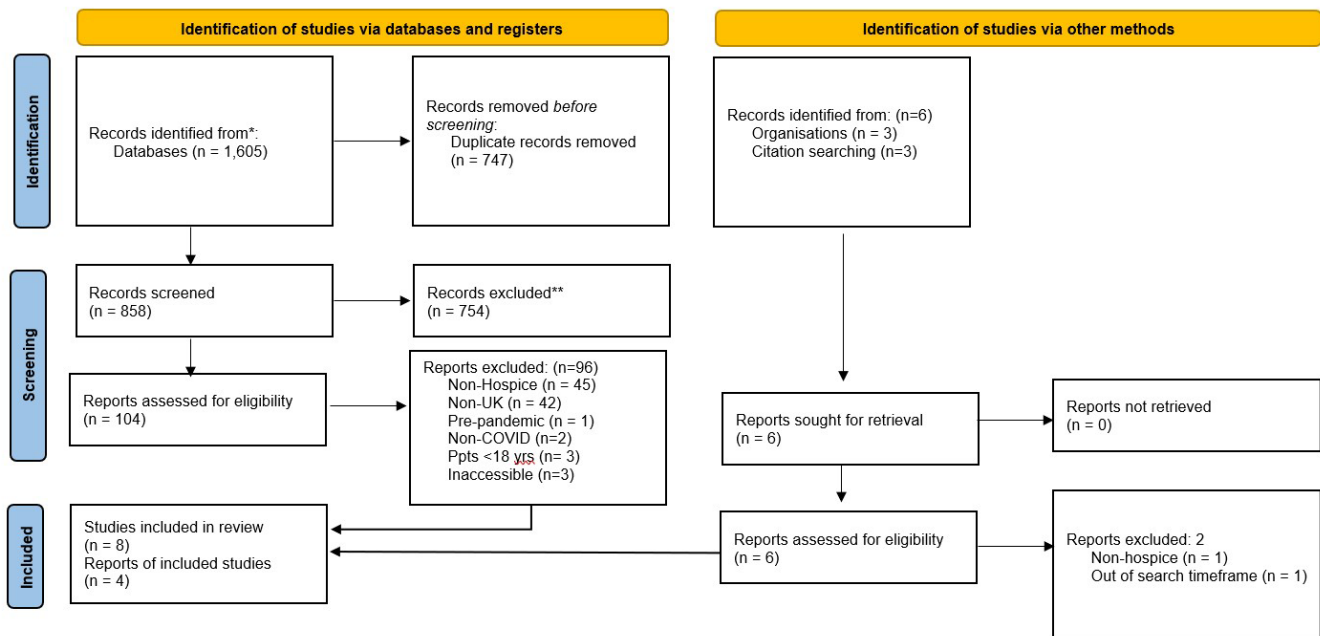 Identification of studies via databases and registers
Identification of studies via other methods
Identification
Records identified from*:
Databases (n = 1,605)
Records removed before
screening:
Duplicate records removed
(n = 747)
Records identified from: (n=6)
Organisations (n = 3)
Citation searching (n=3)
Screening
Records screened
(n = 858)
Records excluded**
(n = 754)
Reports assessed for eligibility
(n = 104)
Reports excluded: (n=96)
Non-Hospice (n = 45)
Non-UK (n = 42)
Pre-pandemic (n = 1)
Non-COVID (n=2)
Ppts <18 yrs (n= 3)
Inaccessible (n=3)
Reports sought for retrieval
(n = 6)
Reports not retrieved
(n = 0)
Included
Studies included in review
(n = 8)
Reports of included studies
(n = 4)
Reports assessed for eligibility
(n = 6)
Reports excluded: 2
Non-hospice (n = 1)
Out of search timeframe (n = 1)